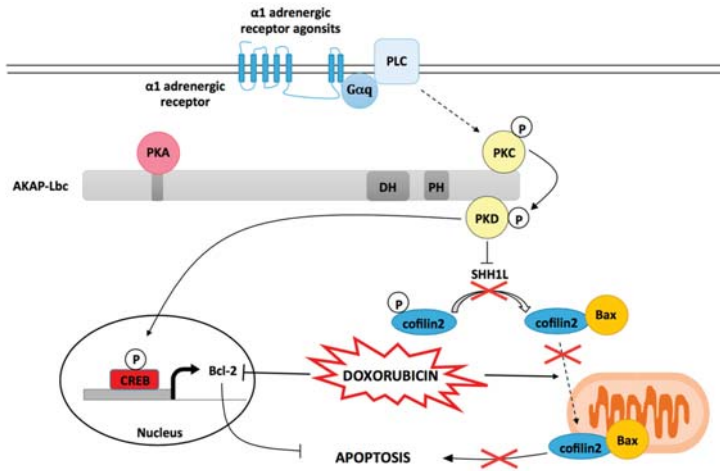 α1 adrenergic
receptor agonsits
PLC
Gαq
α1 adrenergic
receptor
P
PKA
PKC
AKAP-Lbc
DH
PH
PKD
P
SHH1L
P
cofilin2
cofilin2
Bax
P
CREB
Bcl-2
DOXORUBICIN
Nucleus
APOPTOSIS
cofilin2
Bax